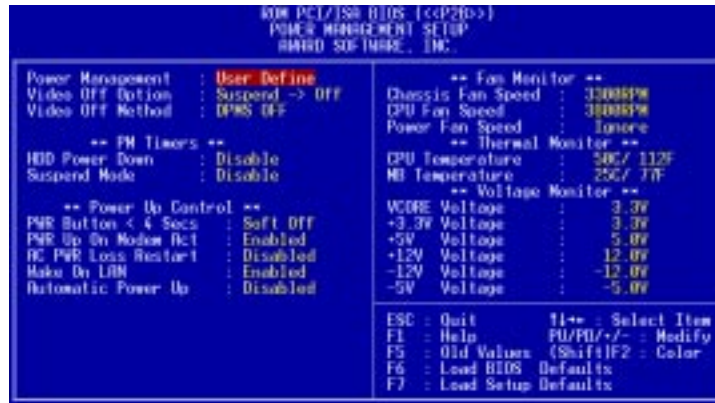 ROM PCI/ISA BIOS (<<P2B>>)
POWER MANAGEMENT SETUP
AWARD SOFTWARE, INC.
Power Management : User Define
Video Off Option : Suspend -> Off
Video Off Method : DPMS OFF
** PM Timers **
HDD Power Down : Disable
Suspend Mode : Disable
** Power Up Control **
PWR Button < 4 Secs : Soft Off
PWR Up On Modem Act : Enabled
AC PWR Loss Restart : Disabled
Wake On LAN : Enabled
Automatic Power Up : Disabled
** Fan Monitor **
Chassis Fan Speed : 3300RPM
CPU Fan Speed : 3800RPM
Power Fan Speed : Ignore
** Thermal Monitor **
CPU Temperature : 112F
MB Temperature : 25C/ 77F
** Voltage Monitor **
VCORE Voltage : 3.3V
+3.3V Voltage : 3.3V
+5V Voltage : 5.0V
+12V Voltage : 12.0V
-12V Voltage : -12.0V
-5V Voltage : -5.0V
ESC : Quit ↑↓→← : Select Item
F1 : Help PU/PD/+/- : Modify
F5 : Old Values (Shift)F2 : Color
F6 : Load BIOS Defaults
F7 : Load Setup Defaults